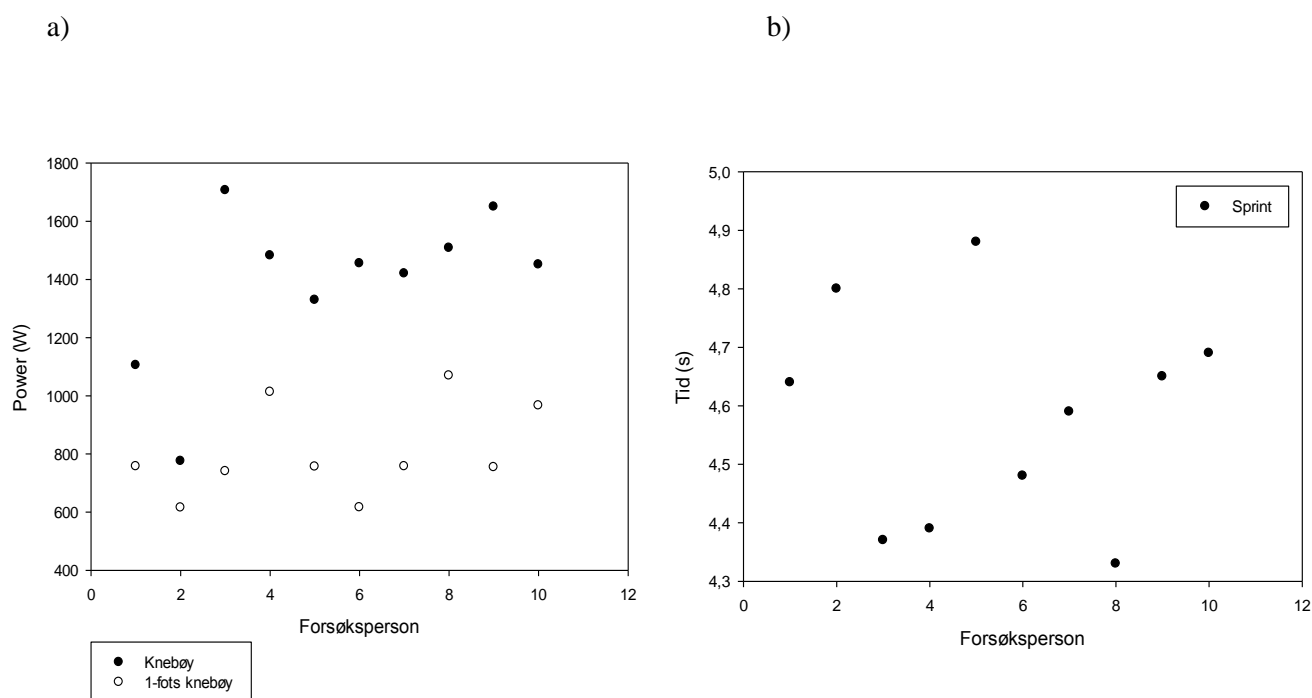 a)
b)
1800
1600
1400
1200
1000
800
600
400
Power (W)
0 2 4 6 8 10 12
Forsøksperson
Knebøy
1-fots knebøy
5,0
4,9
4,8
4,7
4,6
4,5
4,4
4,3
Tid (s)
Sprint
0 2 4 6 8 10 12
Forsøksperson